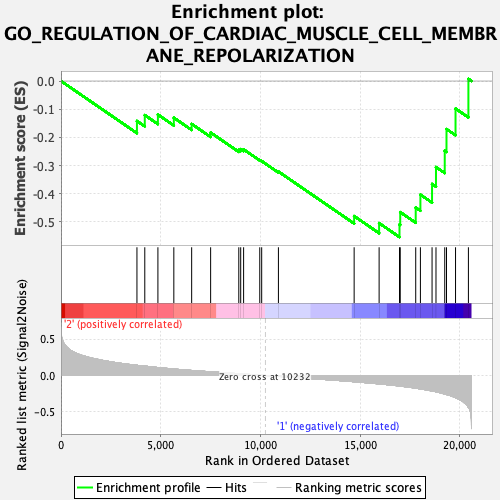 Enrichment plot:
GO_REGULATION_OF_CARDIAC_MUSCLE_CELL_MEMBR
ANE_REPOLARIZATION
Enrichment score (ES)
0.0
-0.1
-0.2
-0.3
-0.4
-0.5
Ranked list metric (Signal2Noise)
'2' (positively correlated)
0.5
0.0
-0.5
Zero cross at 10232
'1' (negatively correlated)
0
5,000
10,000
15,000
20,000
Rank in Ordered Dataset
Enrichment profile
Hits
Ranking metric scores